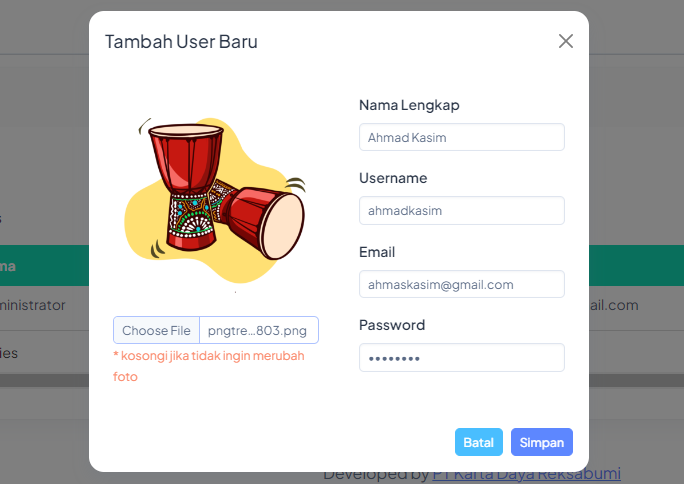 Tambah User Baru
Nama Lengkap
Ahmad Kasim
Username
ahmadkasim
Email
ahmaskasim@gmail.com
Password
Choose File pngtre...803.png
* kosongi jika tidak ingin merubah
foto
Batal Simpan
s
ma
ministrator
ail.com
ies
Developed by PT Karta Daya Reksabumi